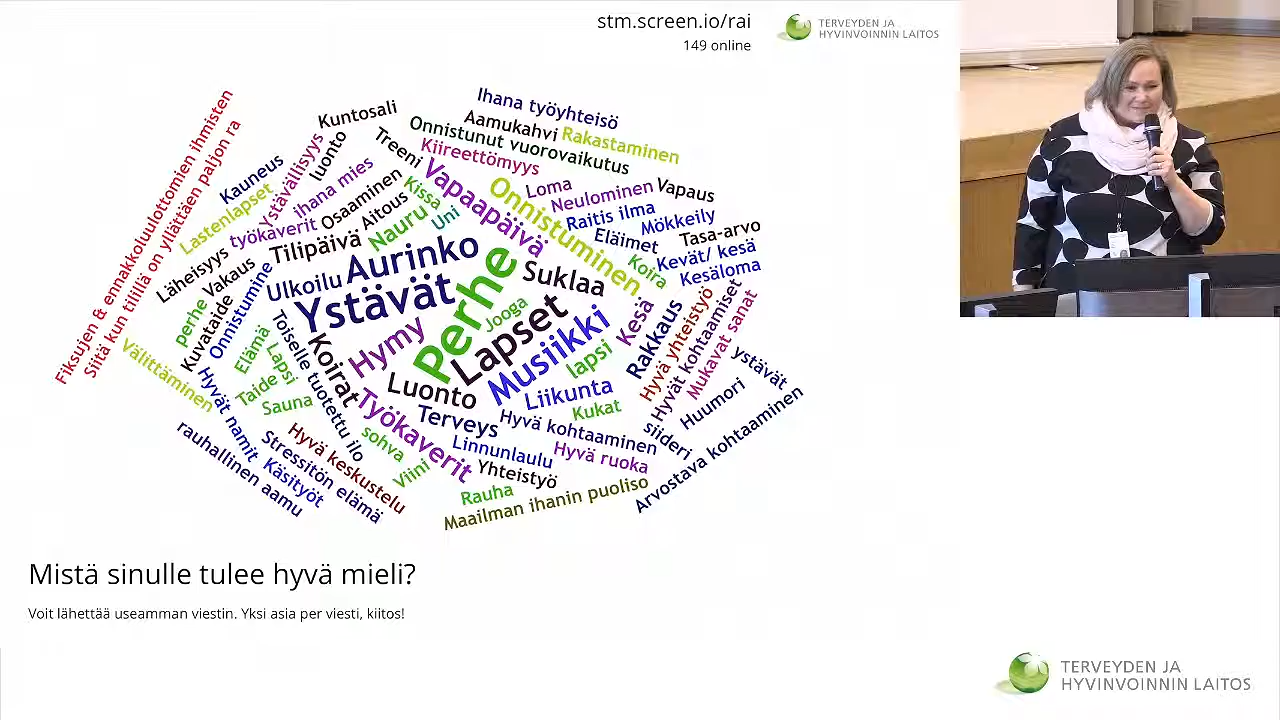 stm.screen.io/rai
149 online
TERVEYDEN JA
HYVINVOINNIN LAITOS
Fiksujen & ennakkoluulottomien ihmisten
Siitä kun tilillä on yllättäen paljon ra
Kuntosali
Ihana työyhteisö
Aamukahvi
Rakastaminen
Onnistunut vuorovaikutus
Kiireettömyys
Treeni
luonto
ystävällisyys
Kauneus
Lastenlapset
ihana mies
työkaverit
Osaaminen
Aitous
Kissa
Uni
Nauru
Vapaapäivä
Onnistuminen
Loma
Neulominen
Vapaus
Raitis ilma
Mökkeily
Eläimet
Tasa-arvo
Kevät/ kesä
Kesäloma
Koira
Läheisyys
Vakaus
Tilipäivä
Aurinko
Ulkoilu
Ystävät
Perhe
Suklaa
Jooga
Lapset
Musiikki
Hymy
Kesä
Rakkaus
Hyvä yhteistyö
Hyvät kohtaamiset
Mukavat sanat
perhe
Kuvataide
Onnistumine
Elämä
Lapsi
Taide
Sauna
Toiselle tuotettu ilo
Koirat
Luonto
lapsi
Liikunta
Kukat
Välittäminen
Hyvät namit
rauhallinen aamu
Käsityöt
Stressitön elämä
Hyvä keskustelu
Työkaverit
Terveys
sohva
Viini
Linnunlaulu
Yhteistyö
Hyvä kohtaaminen
Hyvä ruoka
Rauha
Maailman ihanin puoliso
siideri
Huumori
ystävät n
Arvostava kohtaaminen
Mistä sinulle tulee hyvä mieli?
Voit lähettää useamman viestin. Yksi asia per viesti, kiitos!
TERVEYDEN JA
HYVINVOINNIN LAITOS